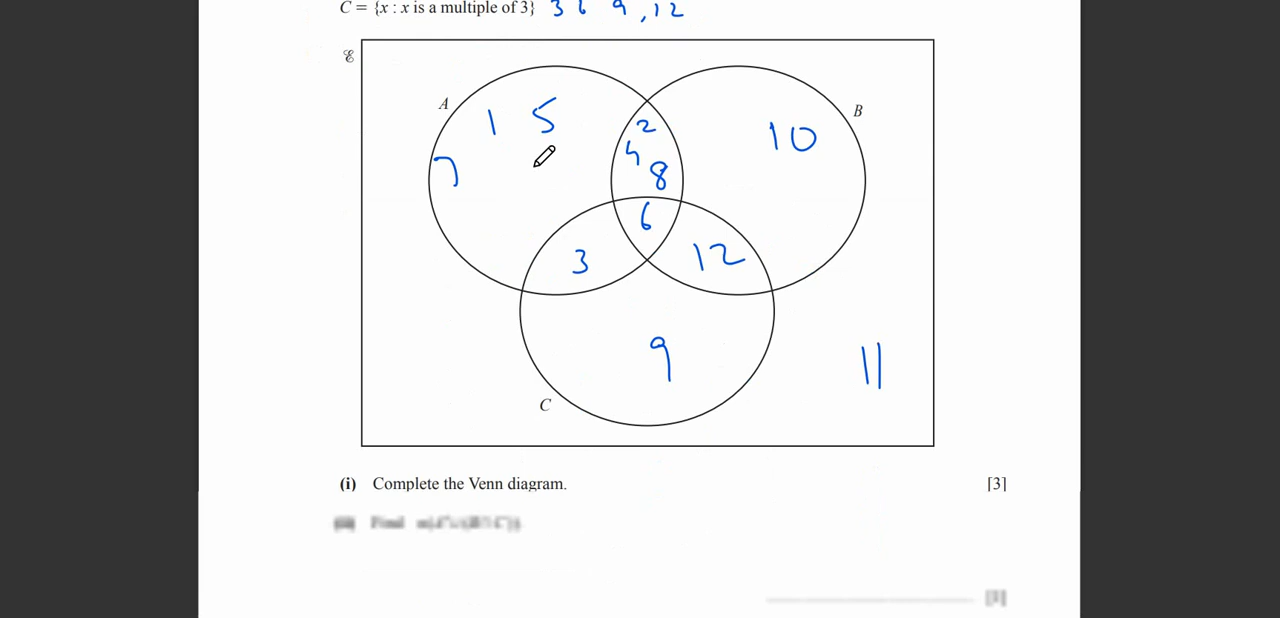 C = {x : x is a multiple of 3} 3 6 9 , 12
ℰ
A
B
1 5
2
10
4
7
8
6
3
12
9
11
C
(i) Complete the Venn diagram. [3]